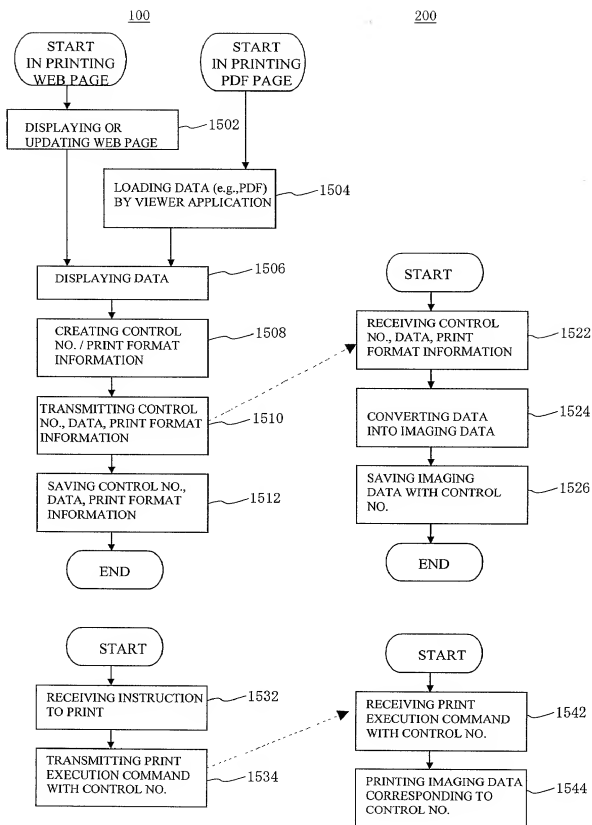 100
START
IN PRINTING
WEB PAGE
START
IN PRINTING
PDF PAGE
DISPLAYING OR
UPDATING WEB PAGE
1502
LOADING DATA (e.g.,PDF)
BY VIEWER APPLICATION
1504
DISPLAYING DATA
1506
CREATING CONTROL
NO. / PRINT FORMAT
INFORMATION
1508
TRANSMITTING CONTROL
NO., DATA, PRINT FORMAT
INFORMATION
1510
SAVING CONTROL NO.,
DATA, PRINT FORMAT
INFORMATION
1512
END
200
START
RECEIVING CONTROL
NO., DATA, PRINT
FORMAT INFORMATION
1522
CONVERTING DATA
INTO IMAGING DATA
1524
SAVING IMAGING
DATA WITH CONTROL
NO.
1526
END
START
RECEIVING INSTRUCTION
TO PRINT
1532
TRANSMITTING PRINT
EXECUTION COMMAND
WITH CONTROL NO.
1534
START
RECEIVING PRINT
EXECUTION COMMAND
WITH CONTROL NO.
1542
PRINTING IMAGING DATA
CORRESPONDING TO
CONTROL NO.
1544